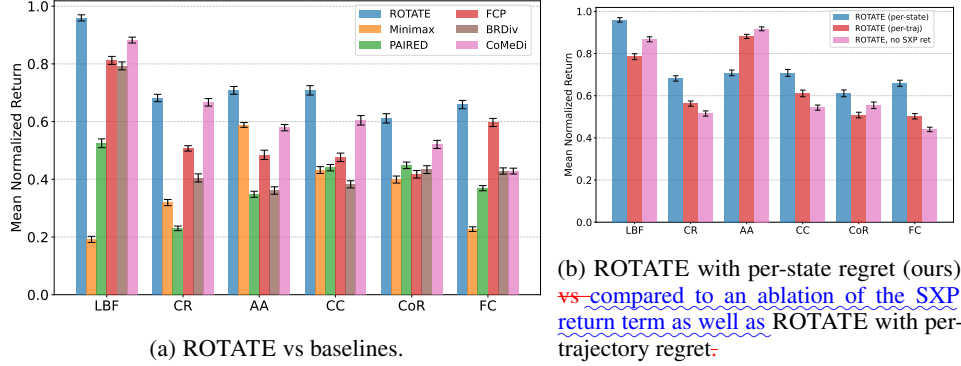 Mean Normalized Return
1.0
0.8
0.6
0.4
0.2
0.0
ROTATE
Minimax
PAIRED
FCP
BRDiv
CoMeDi
LBF CR AA CC CoR FC
(a) ROTATE vs baselines.
Mean Normalized Return
1.0
0.8
0.6
0.4
0.2
0.0
ROTATE (per-state)
ROTATE (per-traj)
ROTATE, no SXP ret
LBF CR AA CC CoR FC
(b) ROTATE with per-state regret (ours)
vs compared to an ablation of the SXP
return term as well as ROTATE with per-
trajectory regret.